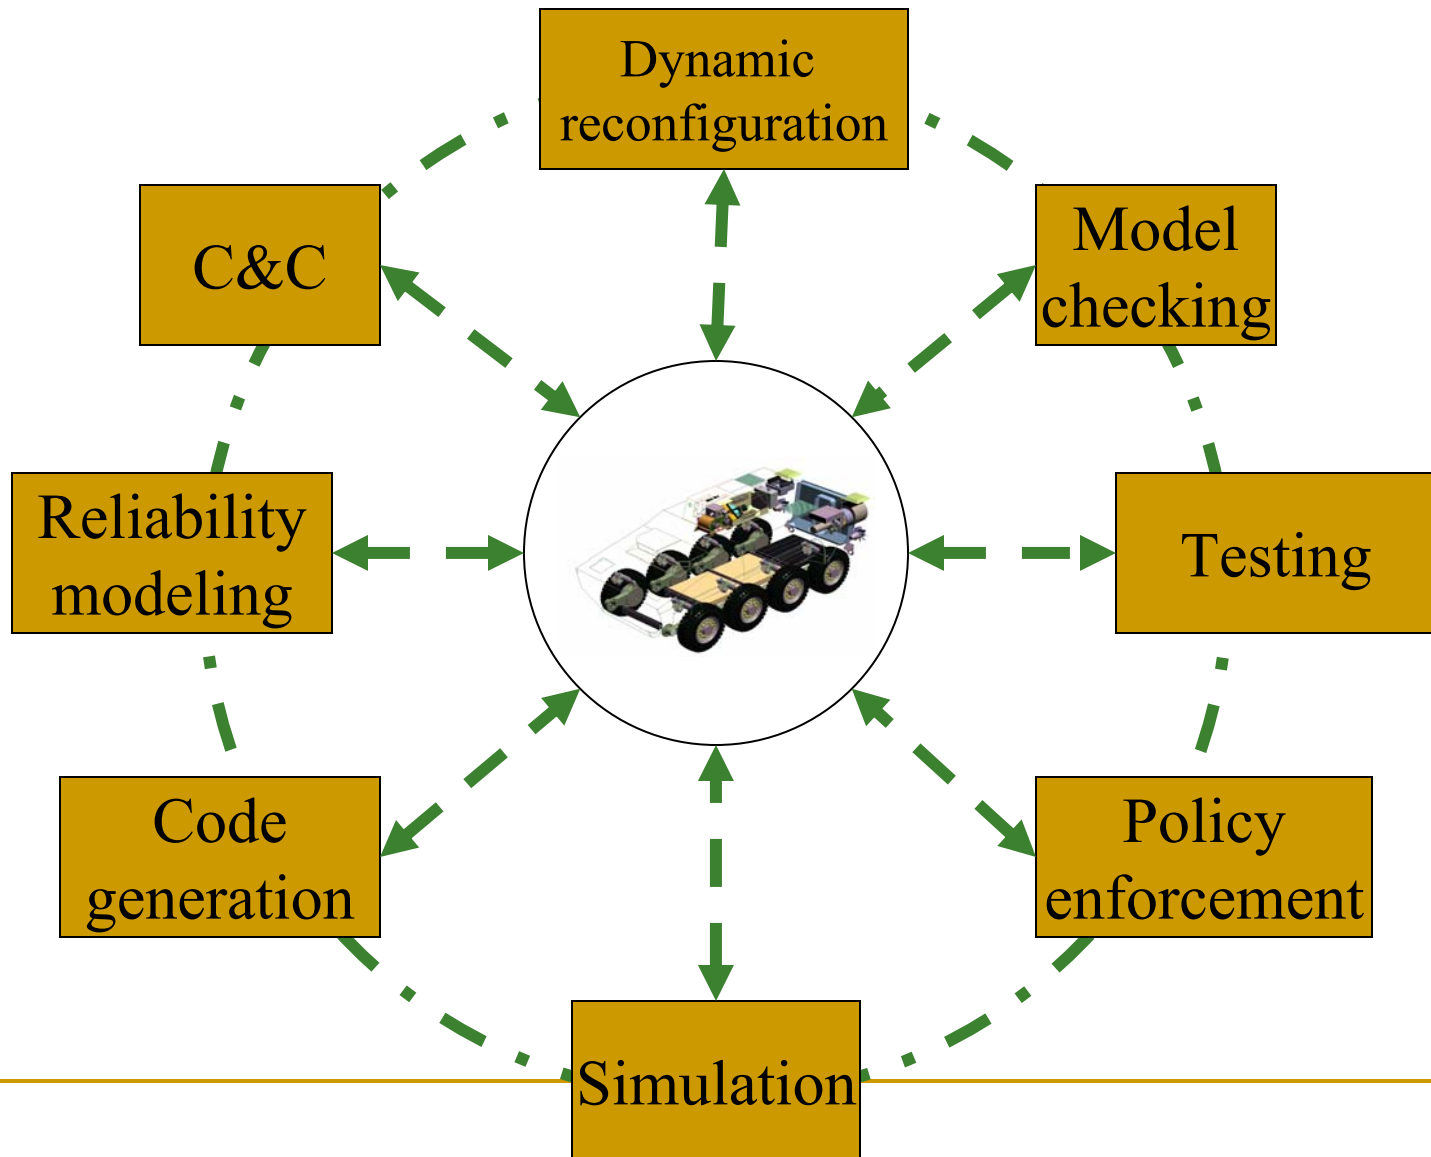 Dynamic
reconfiguration
C&C
Model
checking
Reliability
modeling
Testing
Code
generation
Policy
enforcement
Simulation